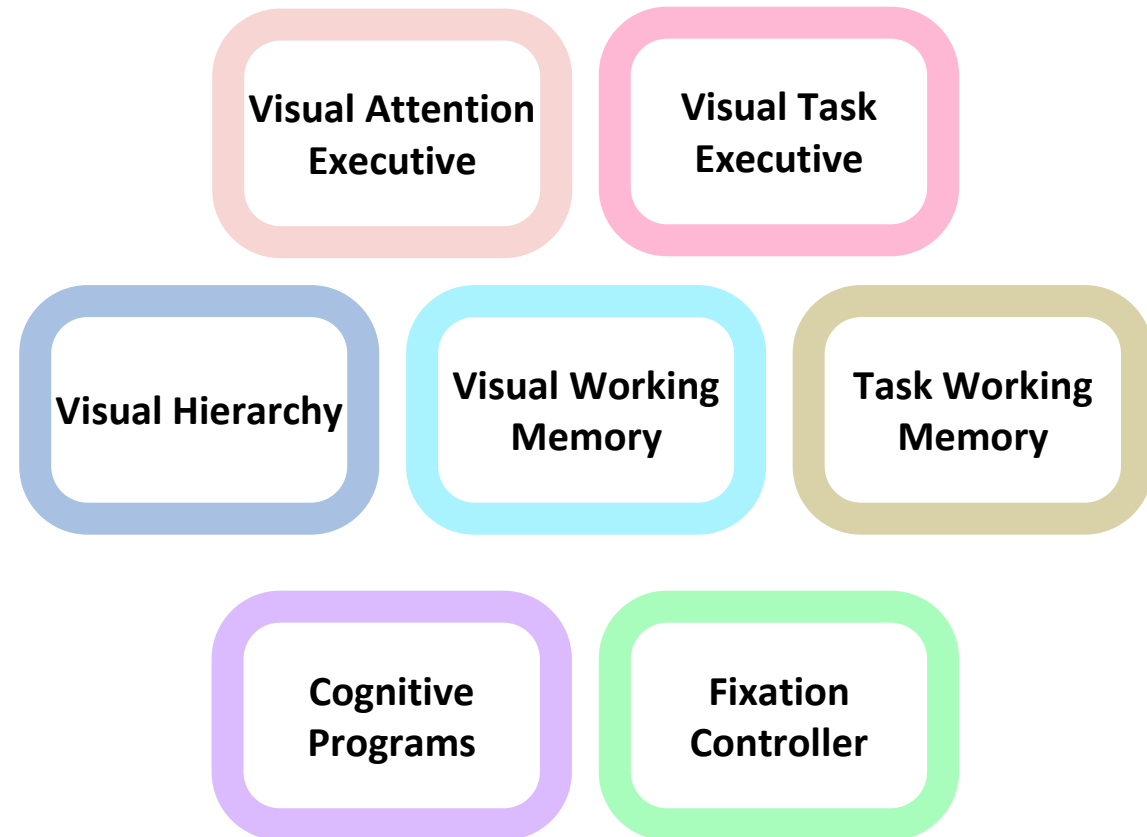 Visual Attention
Executive
Visual Task
Executive
Visual Hierarchy
Visual Working
Memory
Task Working
Memory
Cognitive
Programs
Fixation
Controller